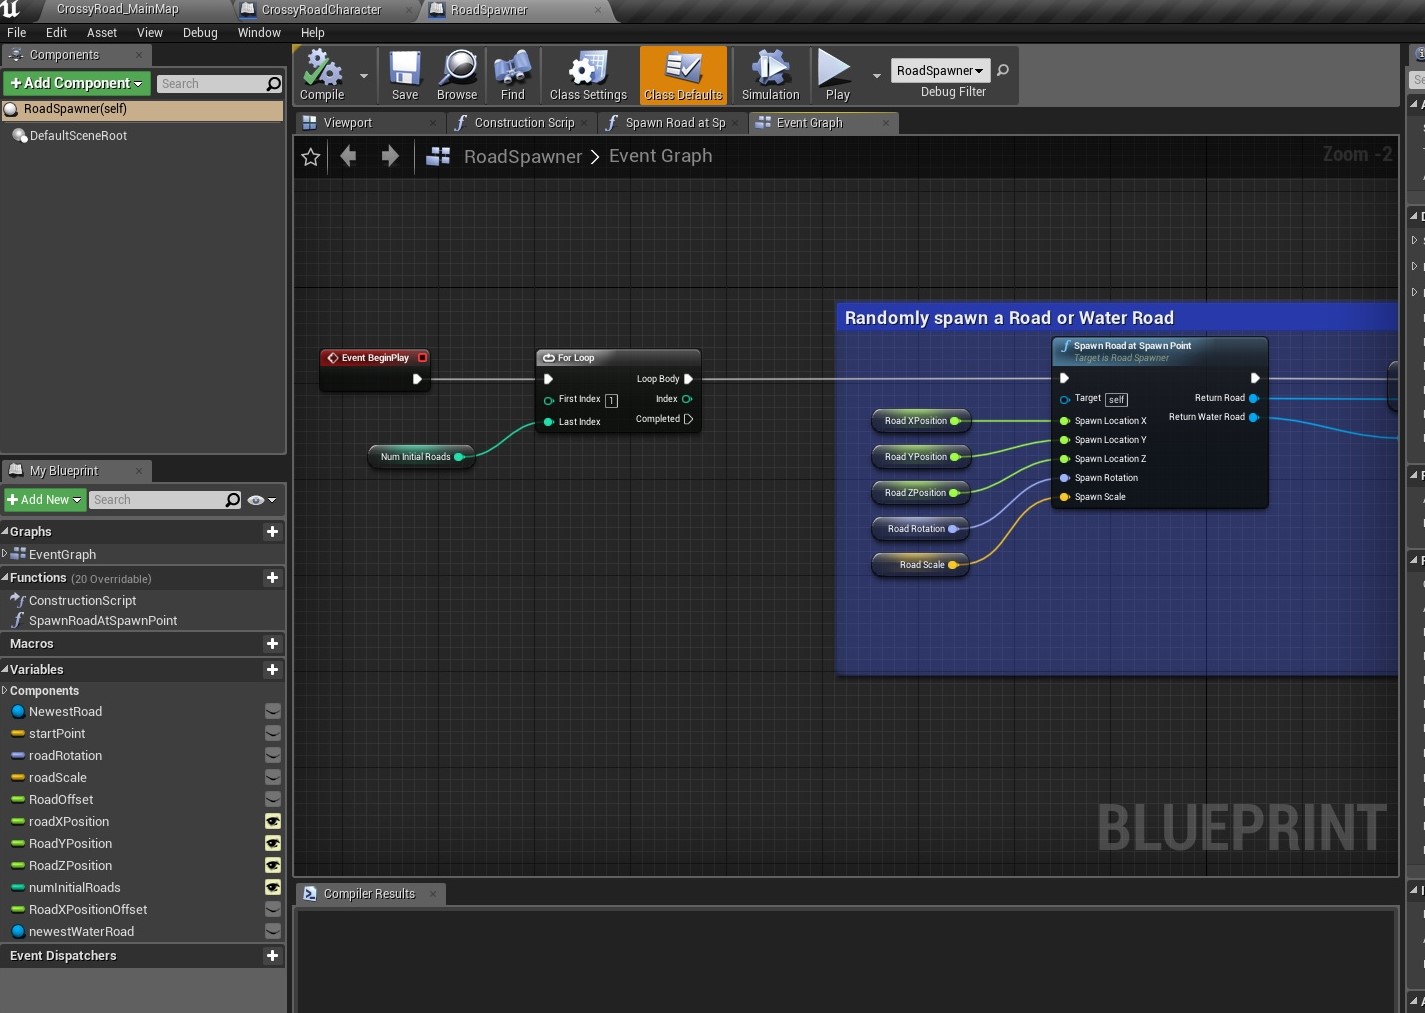 CrossyRoad_MainMap
CrossyRoadCharacter
RoadSpawner
File Edit Asset View Debug Window Help
Components
+Add Component
Search
RoadSpawner(self)
DefaultSceneRoot
Compile
Save
Browse
Find
Class Settings
Class Defaults
Simulation
Play
RoadSpawner
Debug Filter
Viewport
Construction Scrip
Spawn Road at Sp
Event Graph
RoadSpawner > Event Graph
Zoom -2
Randomly spawn a Road or Water Road
Event BeginPlay
For Loop
Loop Body
First Index 1
Index
Last Index
Completed
Num Initial Roads
Spawn Road at Spawn Point
Target is Road Spawner
Target self
Return Road
Return Water Road
Spawn Location X
Spawn Location Y
Spawn Location Z
Spawn Rotation
Spawn Scale
Road XPosition
Road YPosition
Road ZPosition
Road Rotation
Road Scale
BLUEPRINT
My Blueprint
+Add New
Search
Graphs
EventGraph
Functions (20 Overridable)
ConstructionScript
SpawnRoadAtSpawnPoint
Macros
Variables
Components
NewestRoad
startPoint
roadRotation
roadScale
RoadOffset
roadXPosition
RoadYPosition
RoadZPosition
numInitialRoads
RoadXPositionOffset
newestWaterRoad
Event Dispatchers
Compiler Results